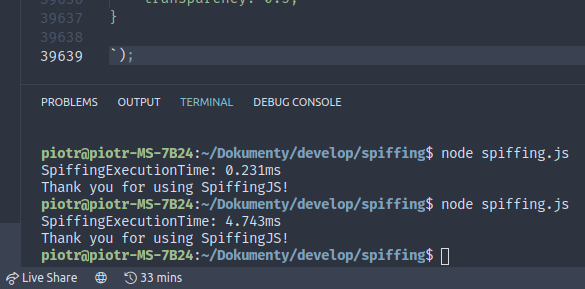 39636 transparency: 0.5;
39637 }
39638
39639 `);
PROBLEMS OUTPUT TERMINAL DEBUG CONSOLE
piotr@piotr-MS-7B24:~/Dokumenty/develop/spiffing$ node spiffing.js
SpiffingExecutionTime: 0.231ms
Thank you for using SpiffingJS!
piotr@piotr-MS-7B24:~/Dokumenty/develop/spiffing$ node spiffing.js
SpiffingExecutionTime: 4.743ms
Thank you for using SpiffingJS!
piotr@piotr-MS-7B24:~/Dokumenty/develop/spiffing$
Live Share 33 mins